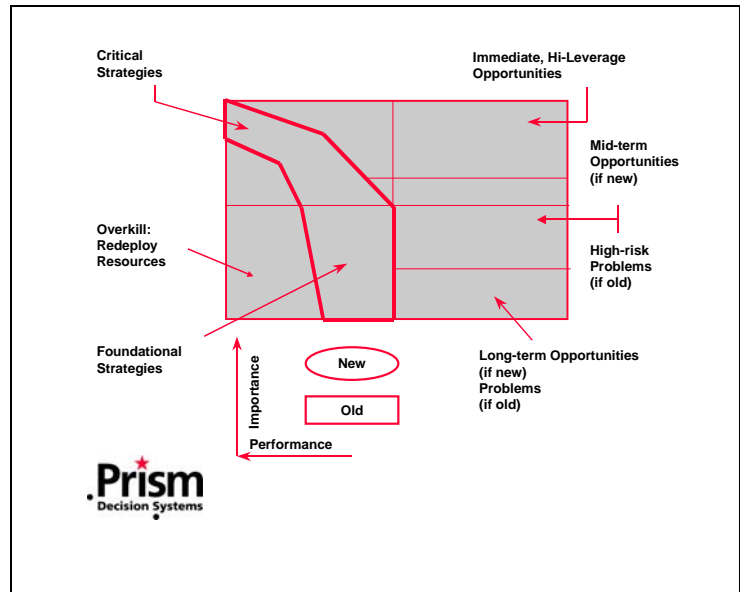 Critical
Strategies
Immediate, Hi-Leverage
Opportunities
Mid-term
Opportunities
(if new)
Overkill:
Redeploy
Resources
High-risk
Problems
(if old)
Foundational
Strategies
Long-term Opportunities
(if new)
Problems
(if old)
New
Old
Importance
Performance
Prism
Decision Systems